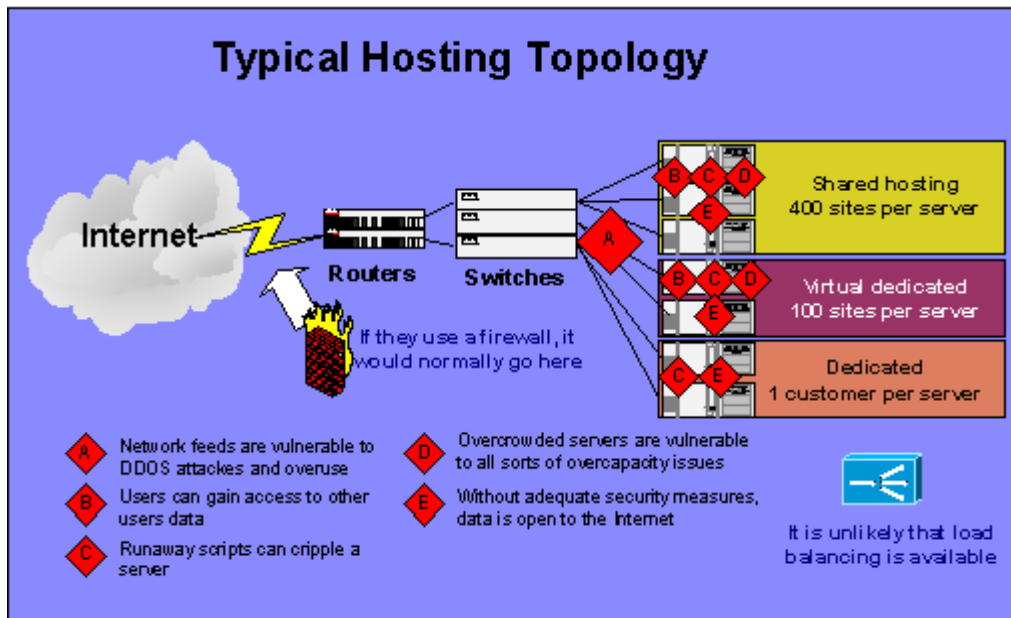 Typical Hosting Topology
Internet
Routers
Switches
A
B
C
D
E
Shared hosting
400 sites per server
B
C
D
E
Virtual dedicated
100 sites per server
C
E
Dedicated
1 customer per server
If they use a firewall, it
would normally go here
A
Network feeds are vulnerable to
DDOS attackes and overuse
B
Users can gain access to other
users data
C
Runaway scripts can cripple a
server
D
Overcrowded servers are vulnerable
to all sorts of overcapacity issues
E
Without adequate security measures,
data is open to the Internet
It is unlikely that load
balancing is available